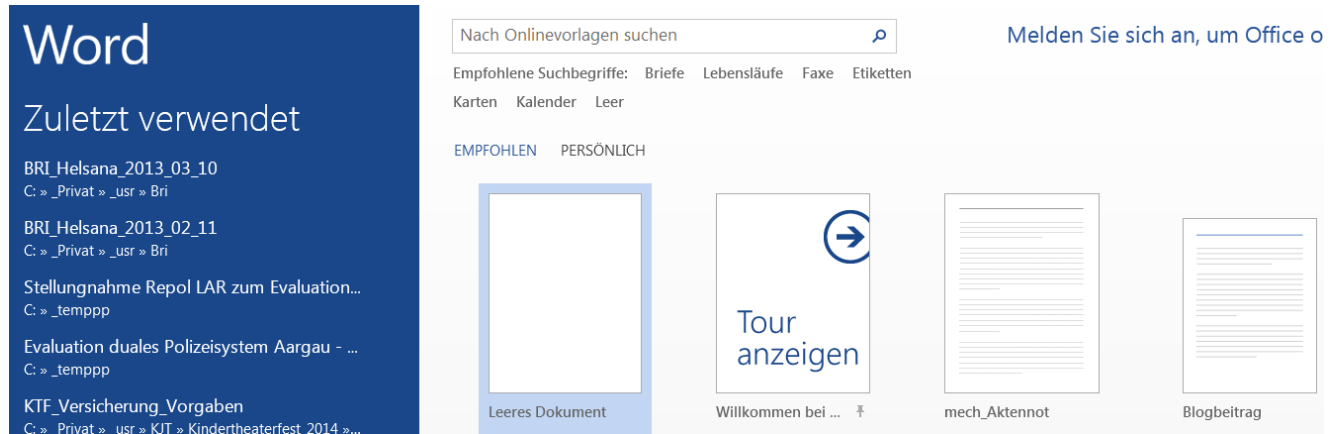 Word
Zuletzt verwendet
BRI_Helsana_2013_03_10
C: » _Privat » _usr » Bri
BRI_Helsana_2013_02_11
C: » _Privat » _usr » Bri
Stellungnahme Repol LAR zum Evaluation...
C: » _temppp
Evaluation duales Polizeisystem Aargau - ...
C: » _temppp
KTF_Versicherung_Vorgaben
C: » _Privat » _usr » KJT » Kindertheaterfest_2014 »...
Nach Onlinevorlagen suchen
Melden Sie sich an, um Office o
Empfohlene Suchbegriffe: Briefe Lebensläufe Faxe Etiketten
Karten Kalender Leer
EMPFOHLEN PERSÖNLICH
Tour
anzeigen
Leeres Dokument Willkommen bei ... mech_Aktennot Blogbeitrag